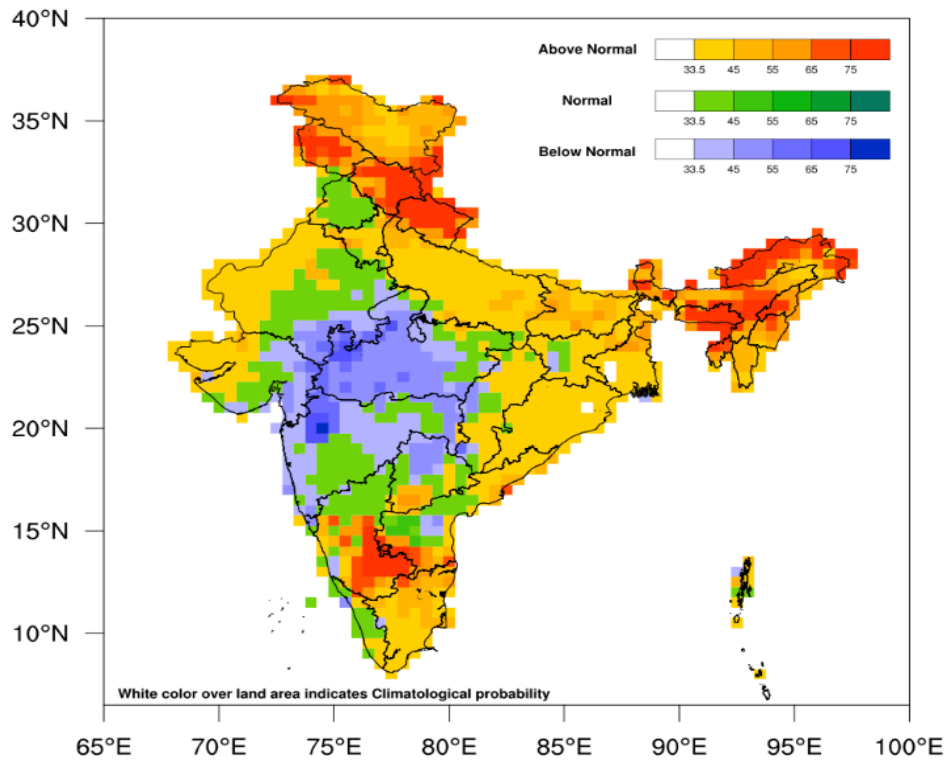 40°N
35°N
30°N
25°N
20°N
15°N
10°N
Above Normal
33.5 45 55 65 75
Normal
33.5 45 55 65 75
Below Normal
33.5 45 55 65 75
White color over land area indicates Climatological probability
65°E 70°E 75°E 80°E 85°E 90°E 95°E 100°E